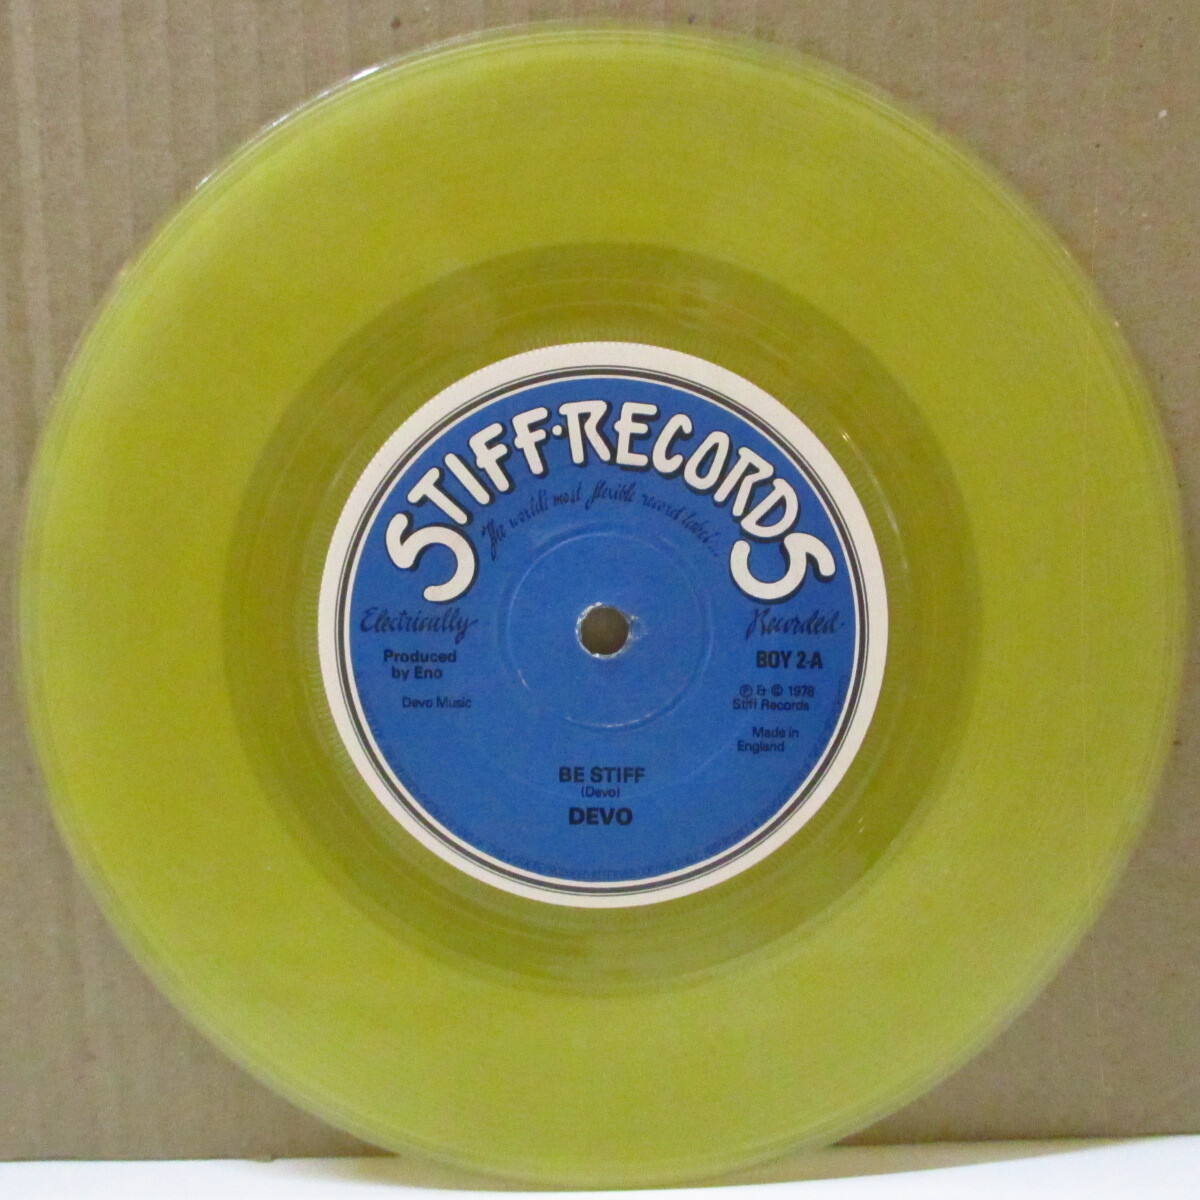 STIFF·RECORDS
The world's most flexible record label...
Electrically
Recorded·
Produced
by Eno
Devo Music
BOY 2-A
Ⓟ & © 1978
Stiff Records
Made in
England
BE STIFF
(Devo)
DEVO